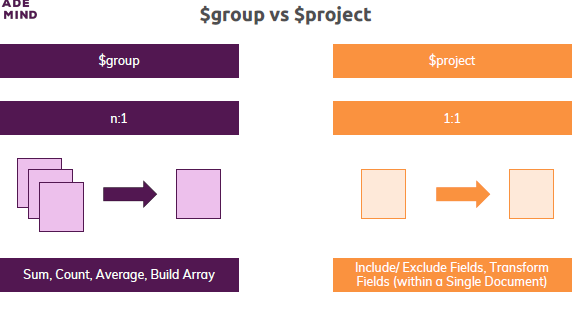 ADE
MIND
$group vs $project
$group
$project
n:1
1:1
Sum, Count, Average, Build Array
Include/ Exclude Fields, Transform
Fields (within a Single Document)